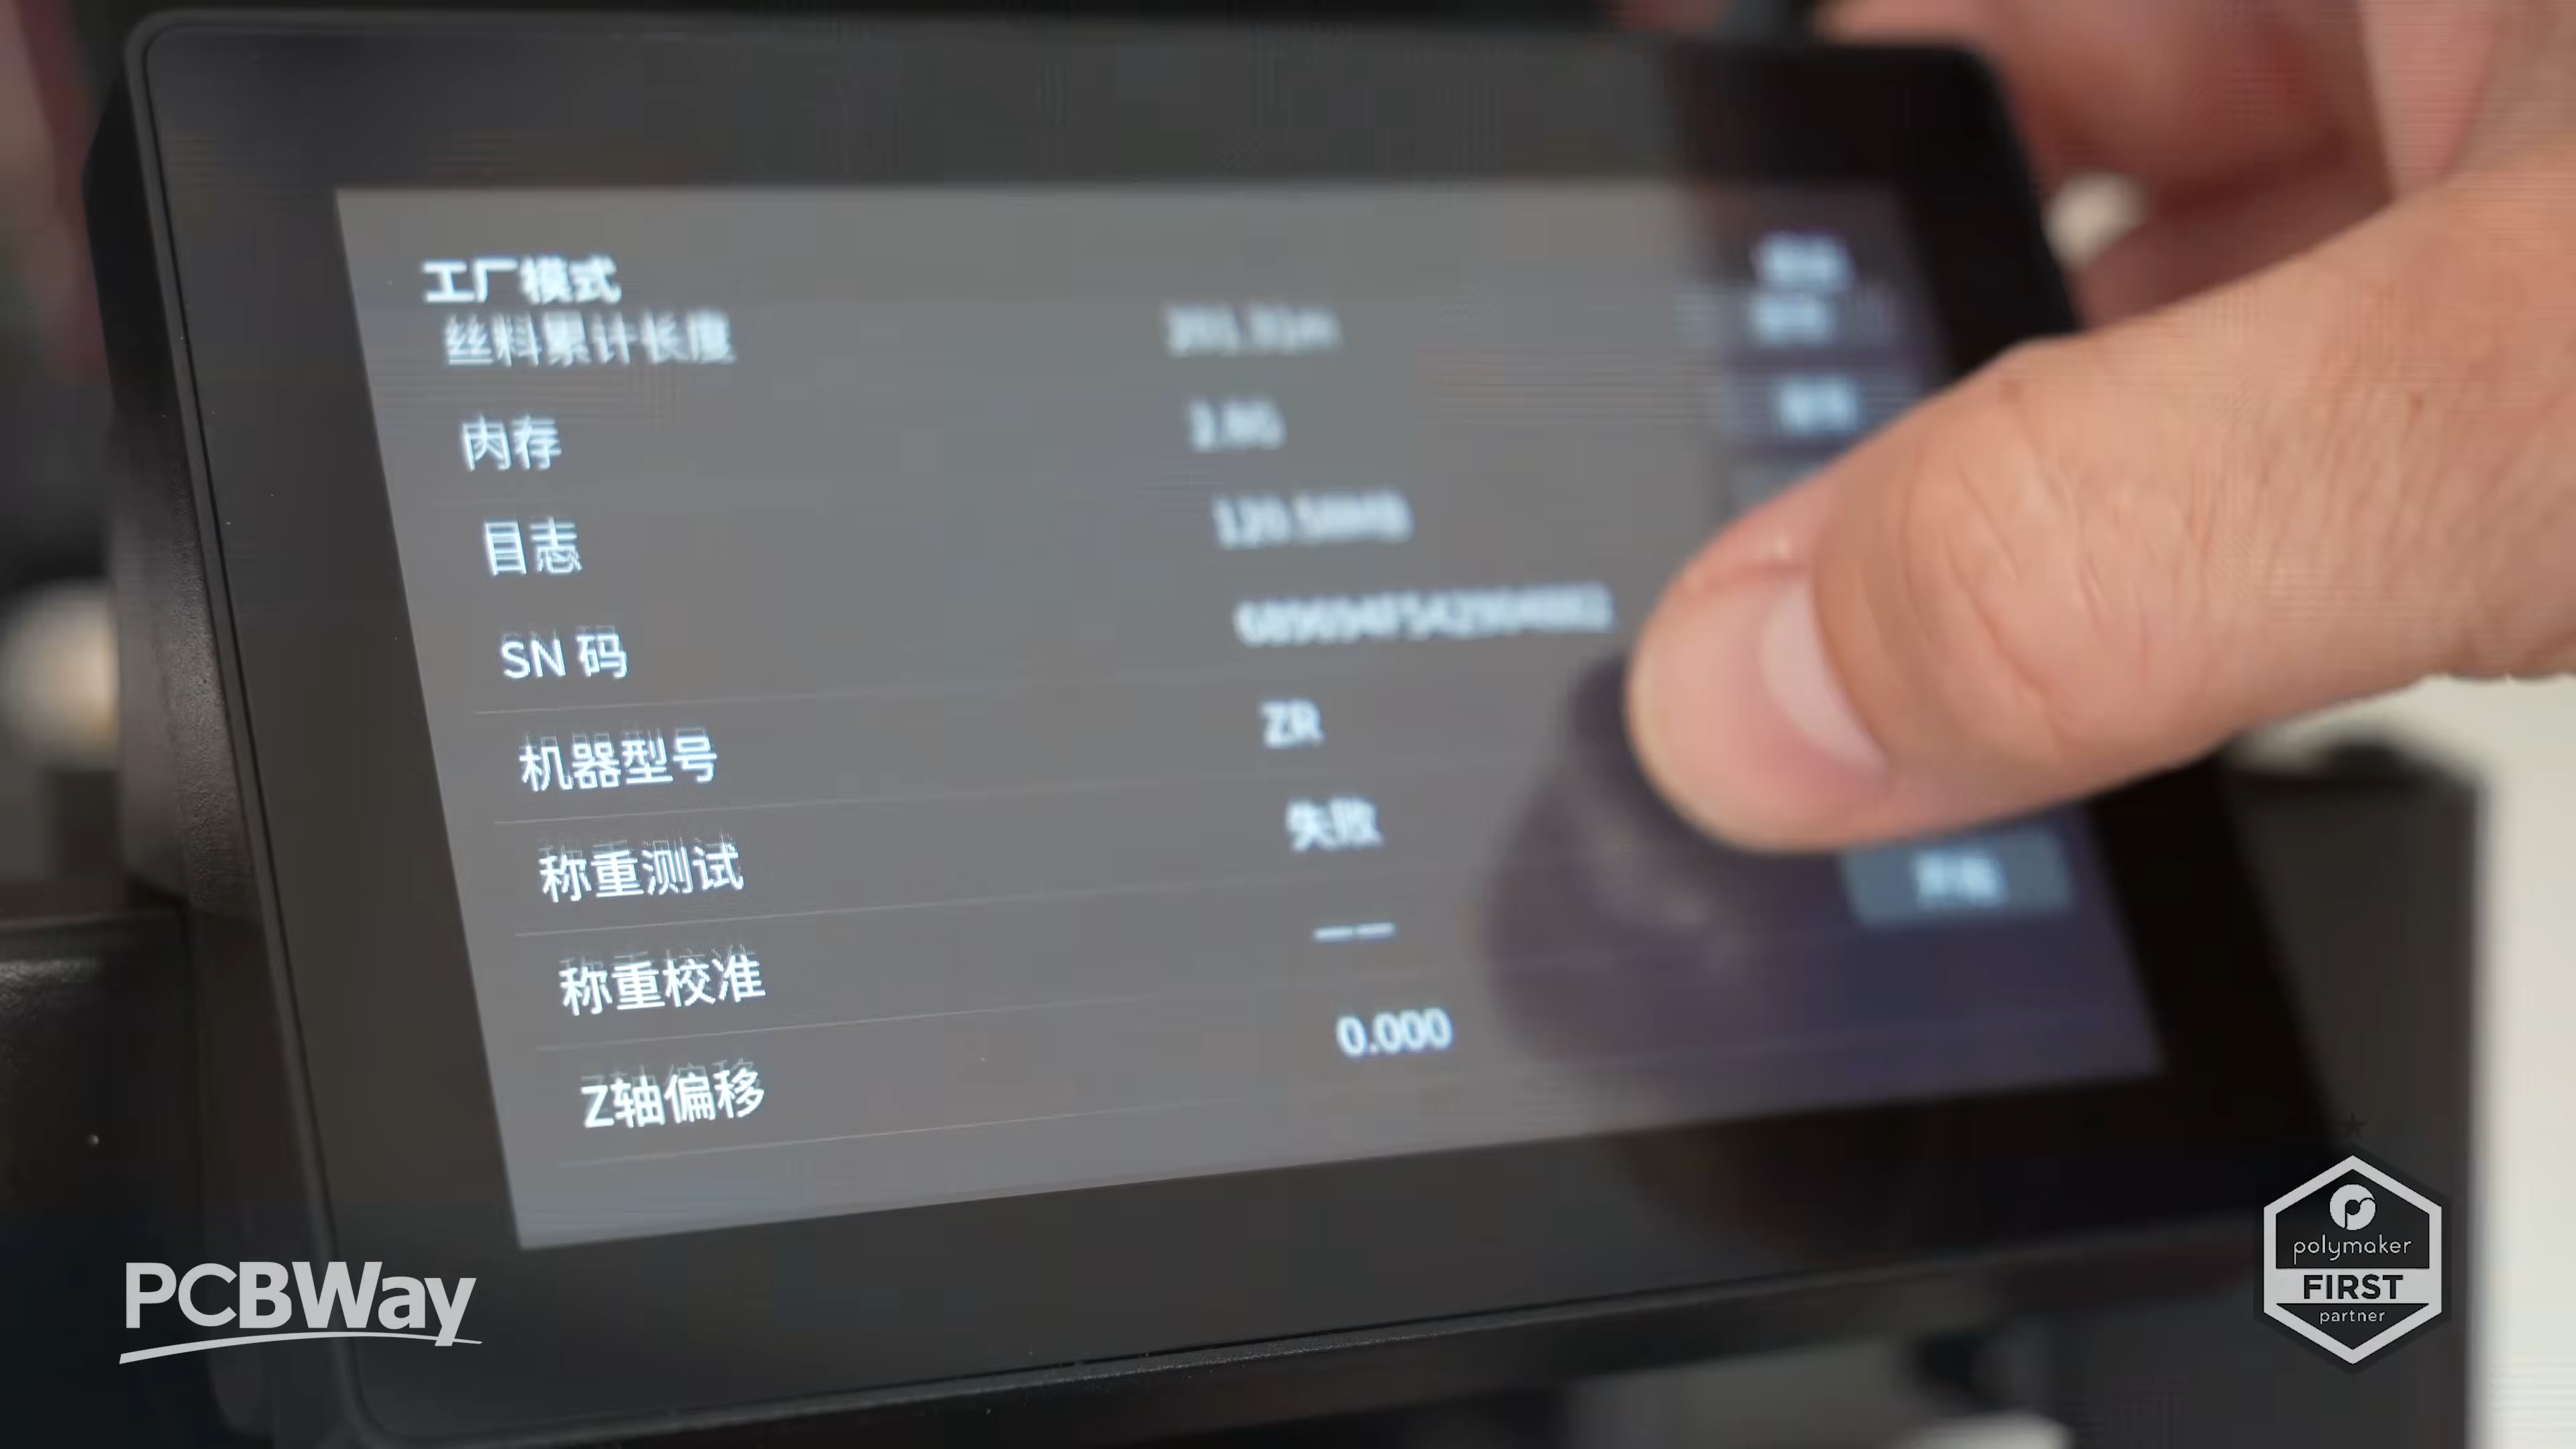 工厂模式
丝料累计长度
内存
日志 120.58MB
SN 码
机器型号 ZR
称重测试 失败
称重校准 ——
Z轴偏移 0.000
PCBWay
polymaker
FIRST
partner